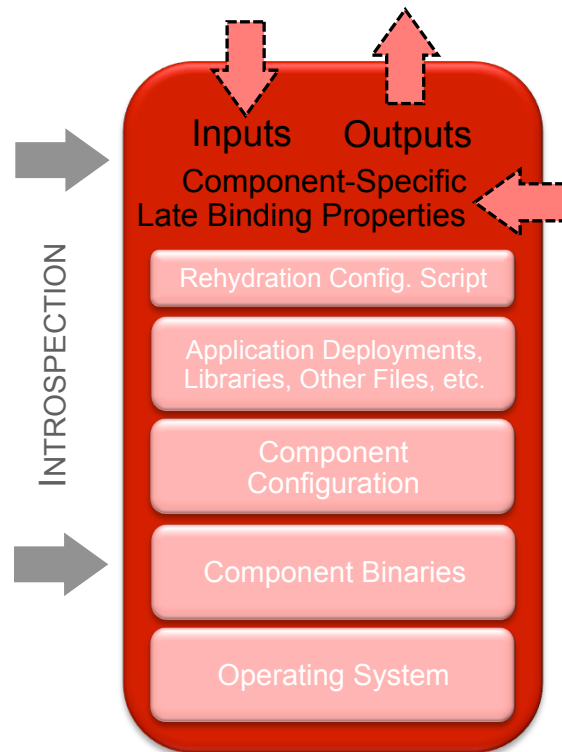 Inputs Outputs
Component-Specific
Late Binding Properties
INTROSPECTION
Rehydration Config. Script
Application Deployments,
Libraries, Other Files, etc.
Component
Configuration
Component Binaries
Operating System